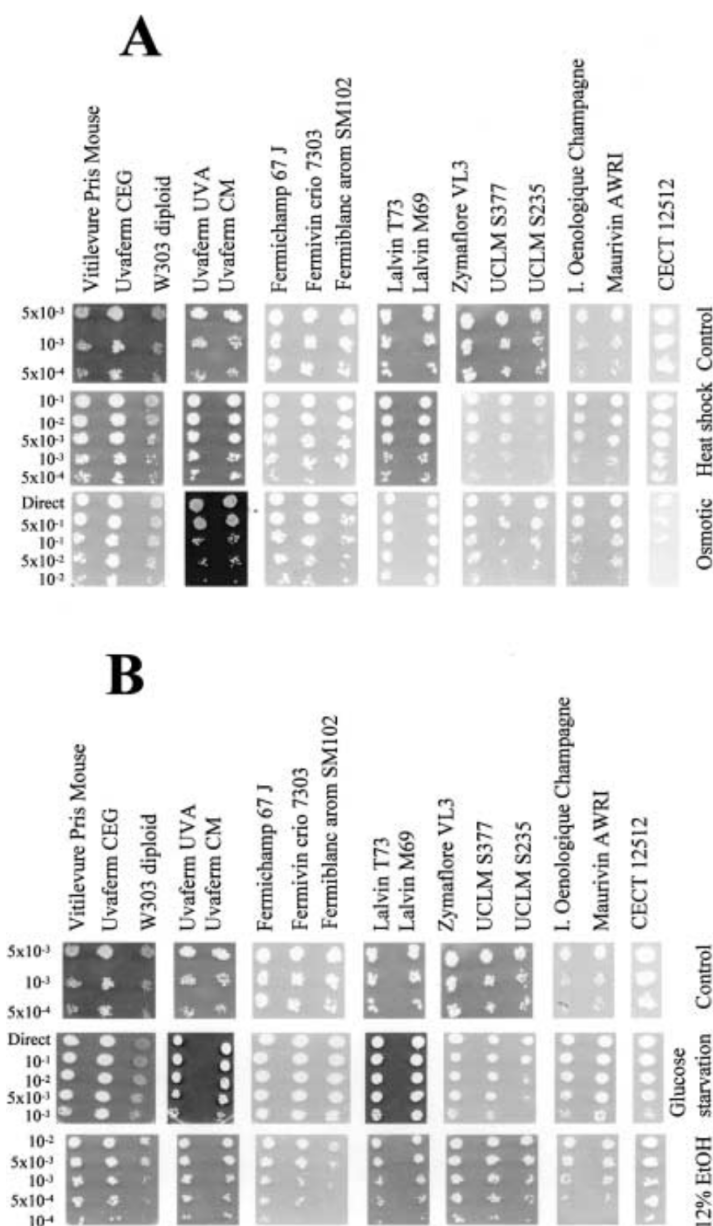 A
Vitilevure Pris Mouse
Uvaferm CEG
W303 diploid
Uvaferm UVA
Uvaferm CM
Fermichamp 67 J
Fermivin crio 7303
Fermiblanc arom SM102
Lalvin T73
Lalvin M69
Zymaflore VL3
UCLM S377
UCLM S235
I. Oenologique Champagne
Maurivin AWRI
CECT 12512
5x10-3
10-3
5x10-4
Control
10-1
10-2
5x10-3
10-3
5x10-4
Heat shock
Direct
5x10-1
10-1
5x10-2
10-2
Osmotic
B
Vitilevure Pris Mouse
Uvaferm CEG
W303 diploid
Uvaferm UVA
Uvaferm CM
Fermichamp 67 J
Fermivin crio 7303
Fermiblanc arom SM102
Lalvin T73
Lalvin M69
Zymaflore VL3
UCLM S377
UCLM S235
I. Oenologique Champagne
Maurivin AWRI
CECT 12512
5x10-3
10-3
5x10-4
Control
Direct
10-1
10-2
5x10-3
10-3
Glucose
starvation
10-2
5x10-3
10-3
5x10-4
10-4
12% EtOH